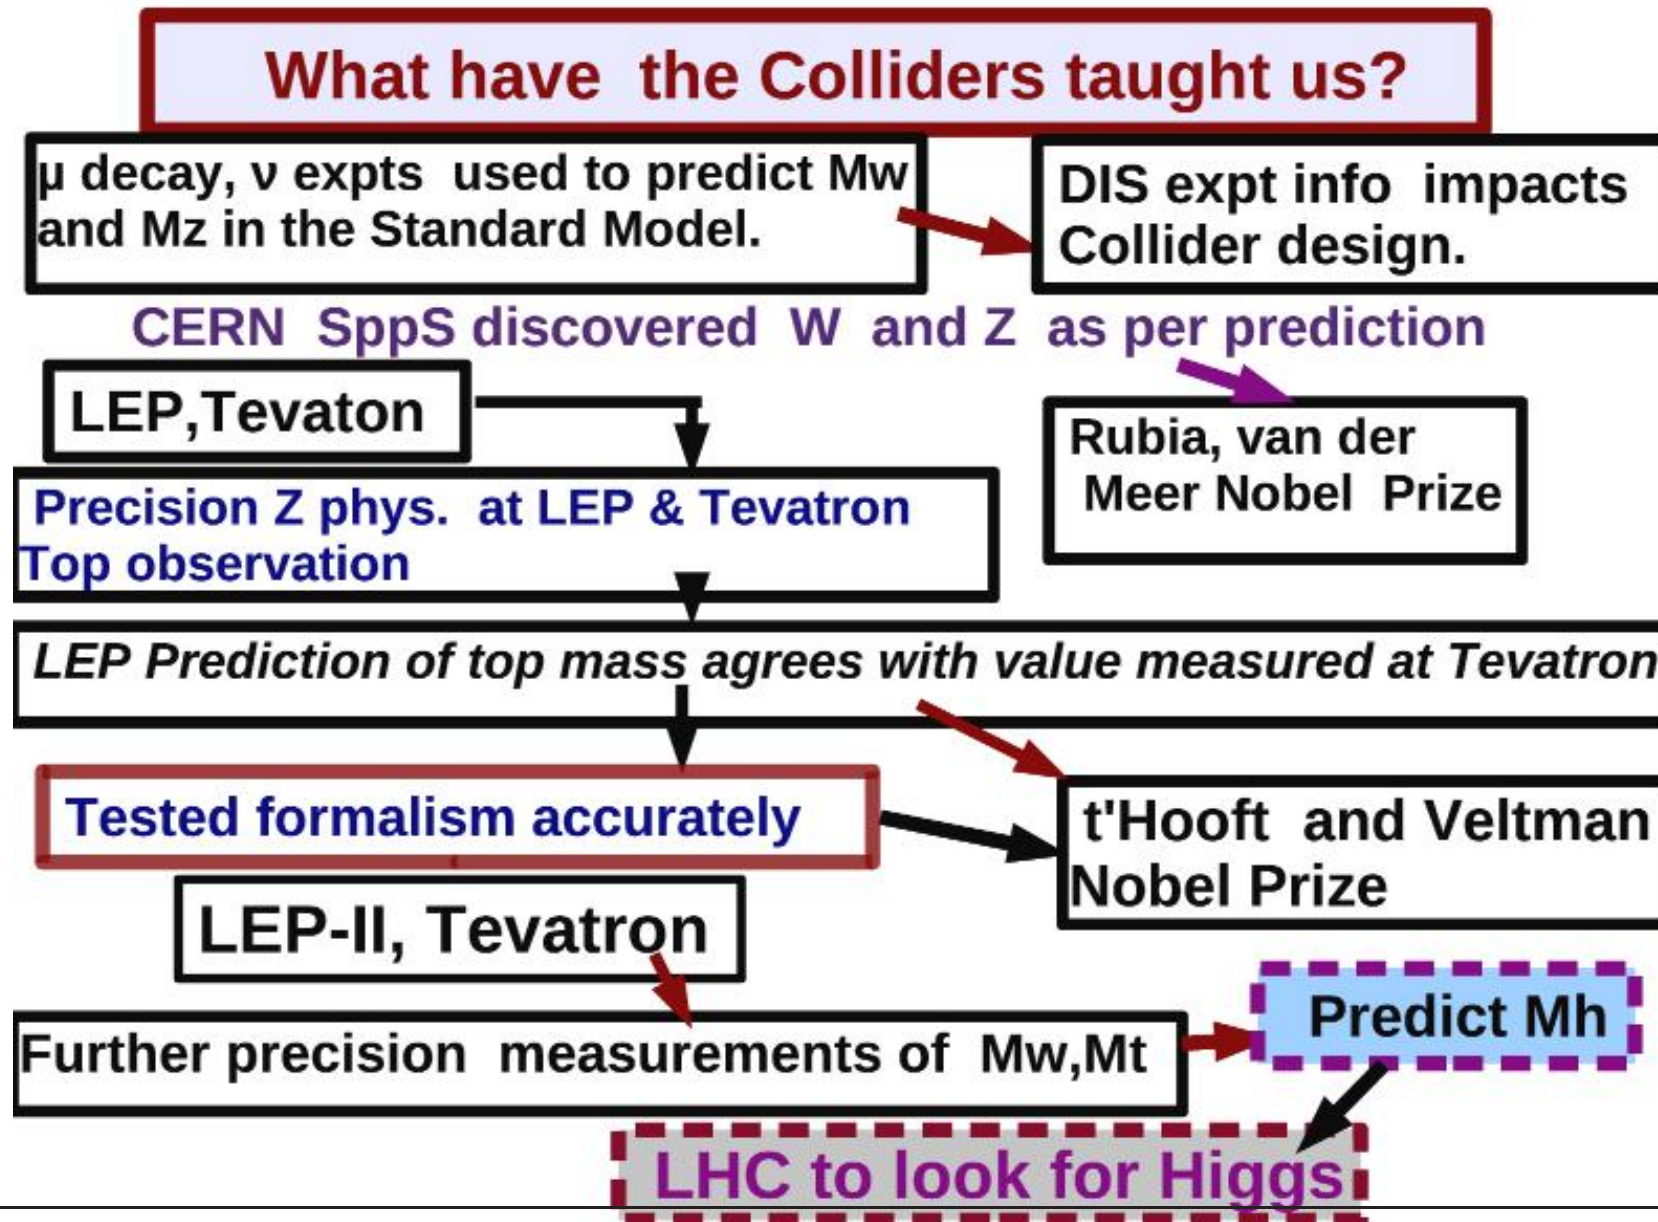 What have the Colliders taught us?
μ decay, ν expts used to predict Mw
and Mz in the Standard Model.
DIS expt info impacts
Collider design.
CERN SppS discovered W and Z as per prediction
LEP,Tevaton
Rubia, van der
Meer Nobel Prize
Precision Z phys. at LEP & Tevatron
Top observation
LEP Prediction of top mass agrees with value measured at Tevatron
Tested formalism accurately
t'Hooft and Veltman
Nobel Prize
LEP-II, Tevatron
Further precision measurements of Mw,Mt
Predict Mh
LHC to look for Higgs